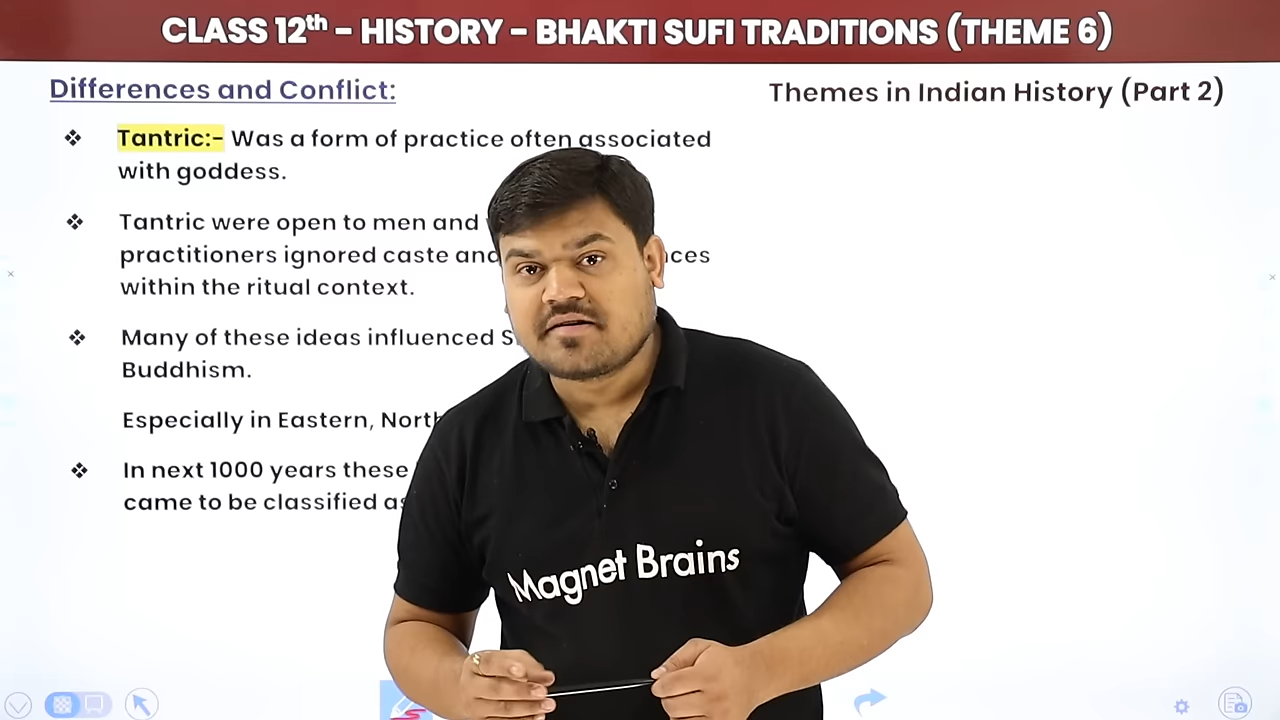 CLASS 12th - HISTORY - BHAKTI SUFI TRADITIONS (THEME 6)
Differences and Conflict:
Themes in Indian History (Part 2)
Tantric:- Was a form of practice often associated
with goddess.
Tantric were open to men and
practitioners ignored caste and
within the ritual context.
Many of these ideas influenced
Buddhism.
Especially in Eastern,
In next 1000 years these
came to be classified
Magnet Brains